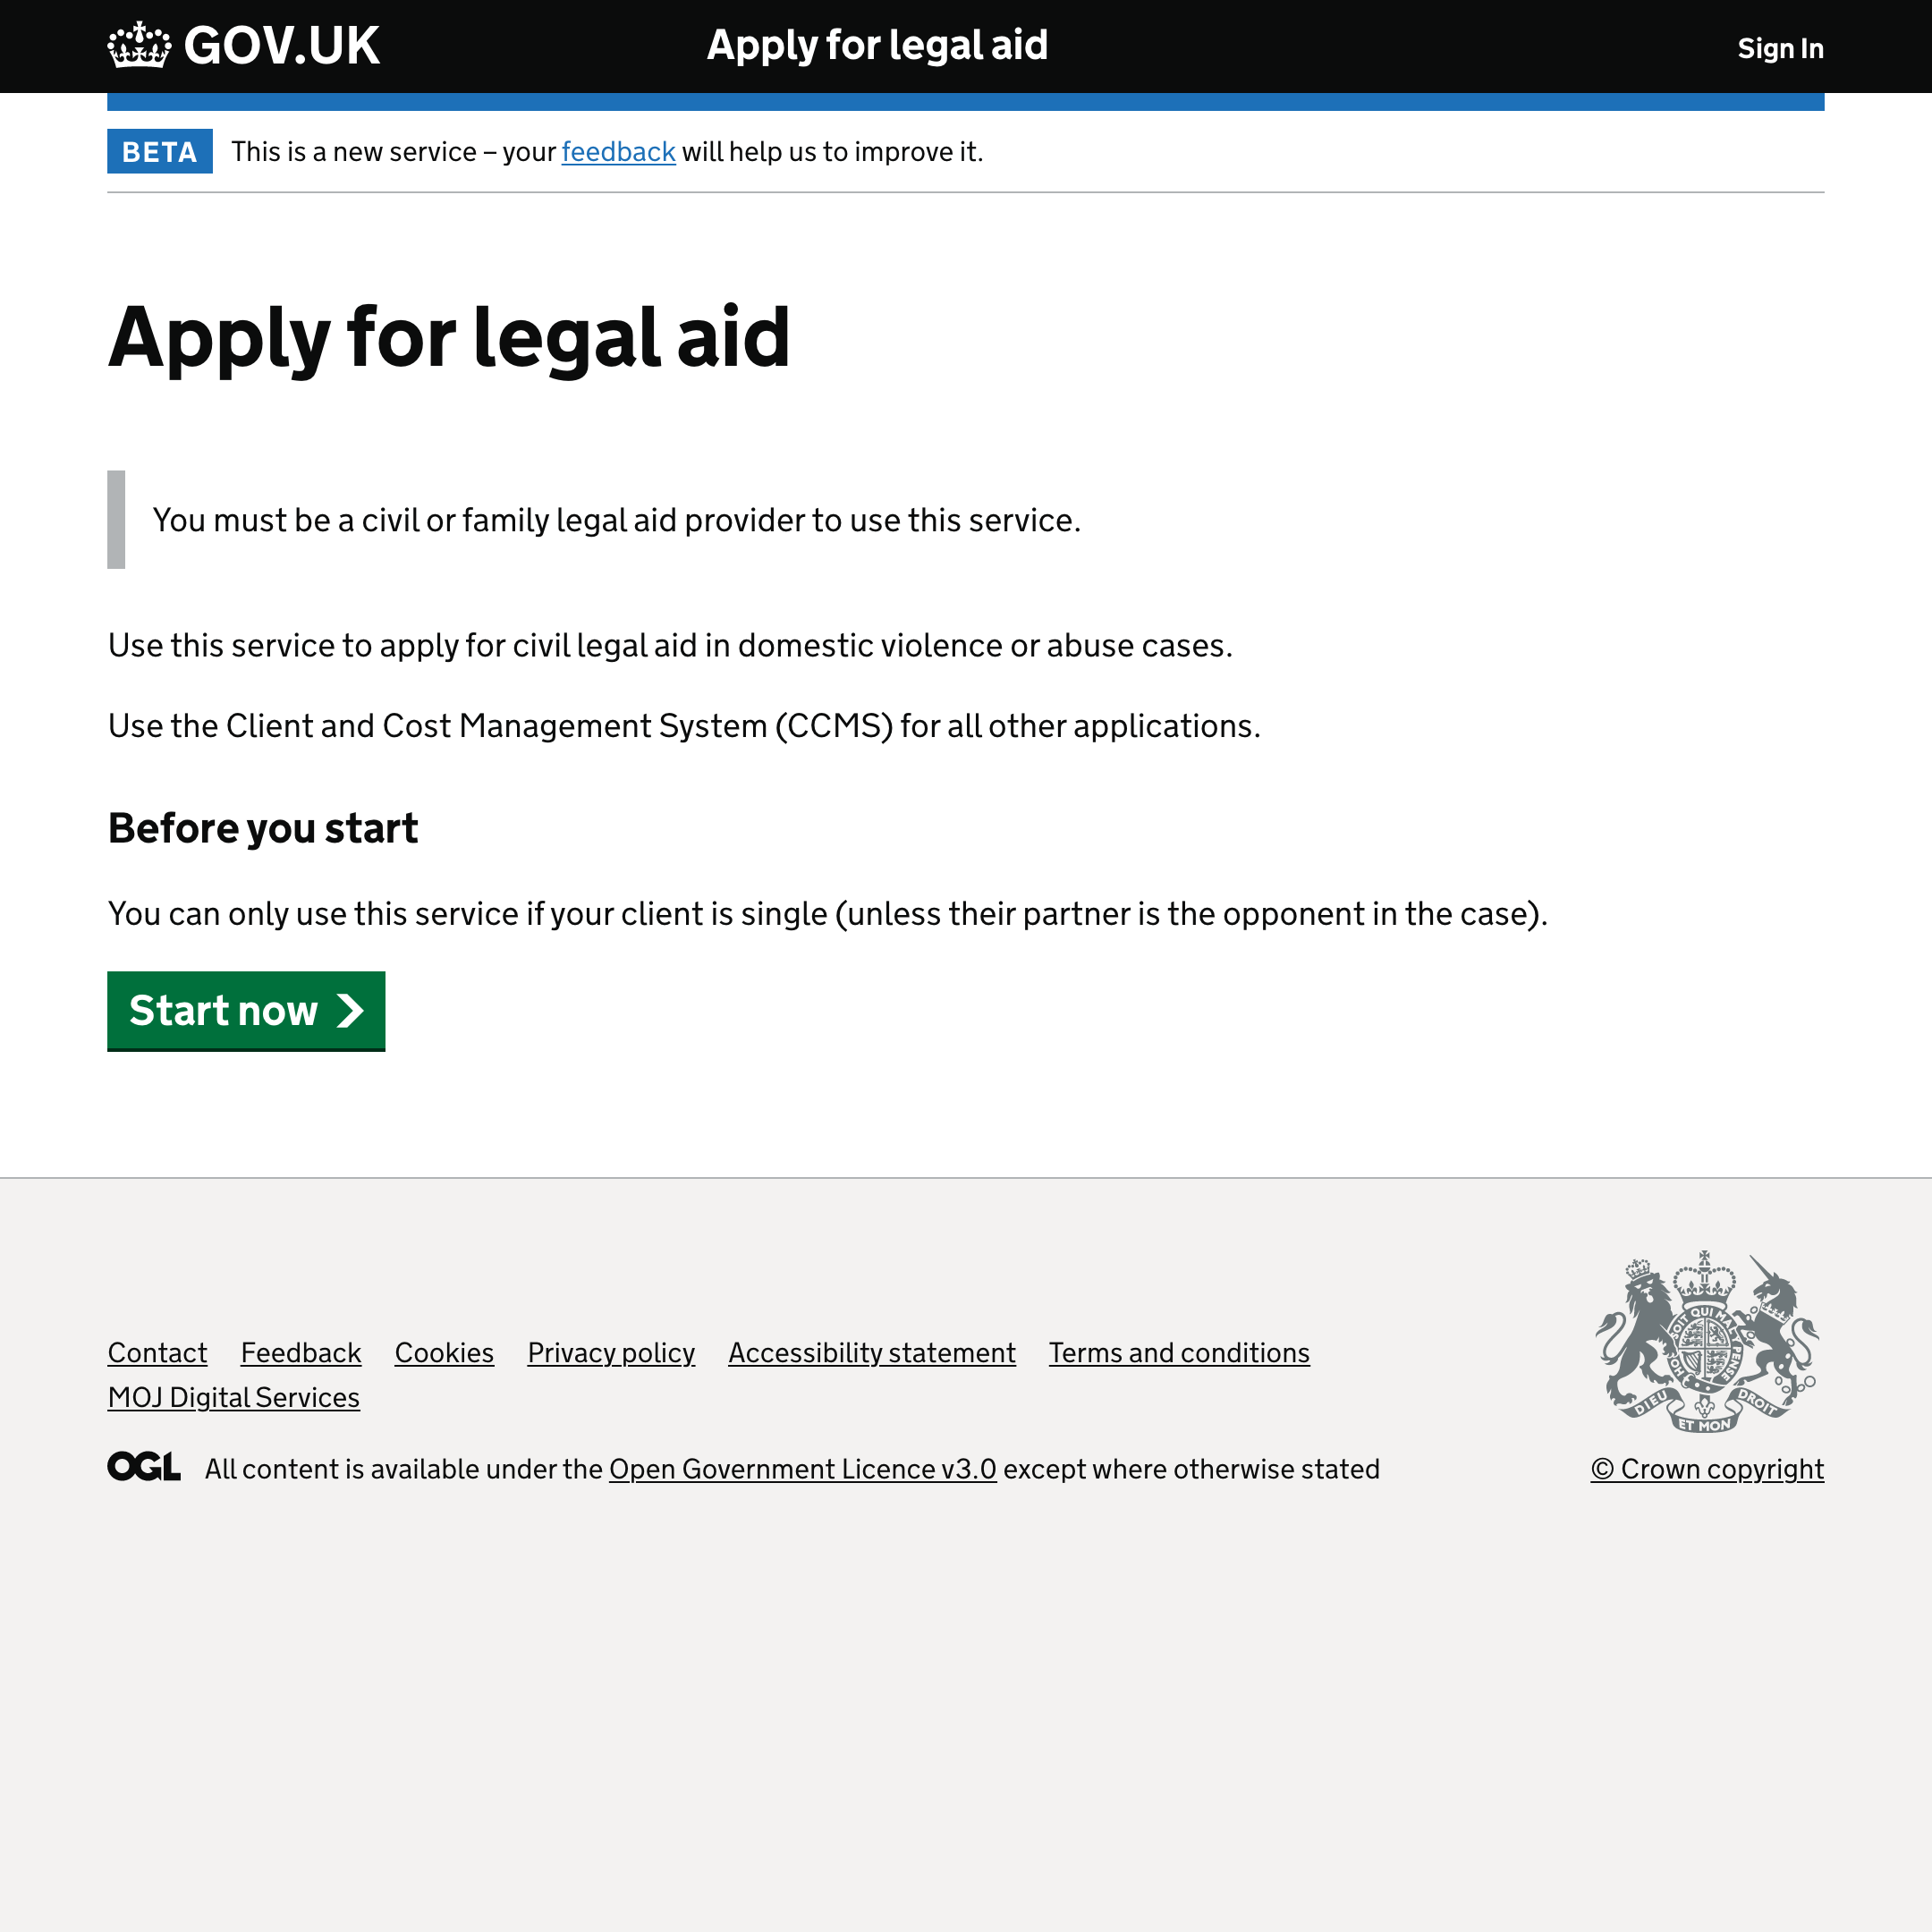 GOV.UK
Apply for legal aid
Sign In
BETA
This is a new service – your feedback will help us to improve it.
Apply for legal aid
You must be a civil or family legal aid provider to use this service.
Use this service to apply for civil legal aid in domestic violence or abuse cases.
Use the Client and Cost Management System (CCMS) for all other applications.
Before you start
You can only use this service if your client is single (unless their partner is the opponent in the case).
Start now
Contact
Feedback
Cookies
Privacy policy
Accessibility statement
Terms and conditions
MOJ Digital Services
DIEU ET MON DROIT
OGL
All content is available under the Open Government Licence v3.0 except where otherwise stated
© Crown copyright